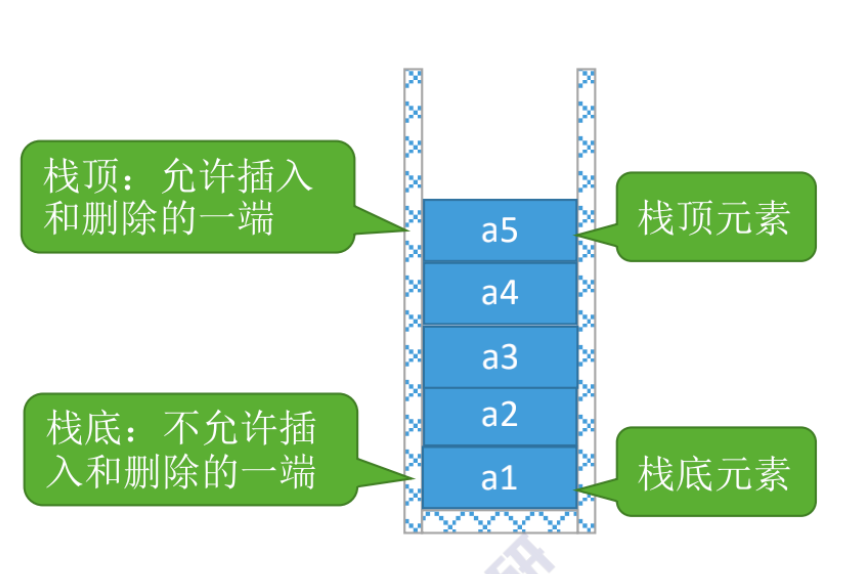 栈顶：允许插入
和删除的一端
栈顶元素
a5
a4
a3
a2
a1
栈底：不允许插
入和删除的一端
栈底元素
研